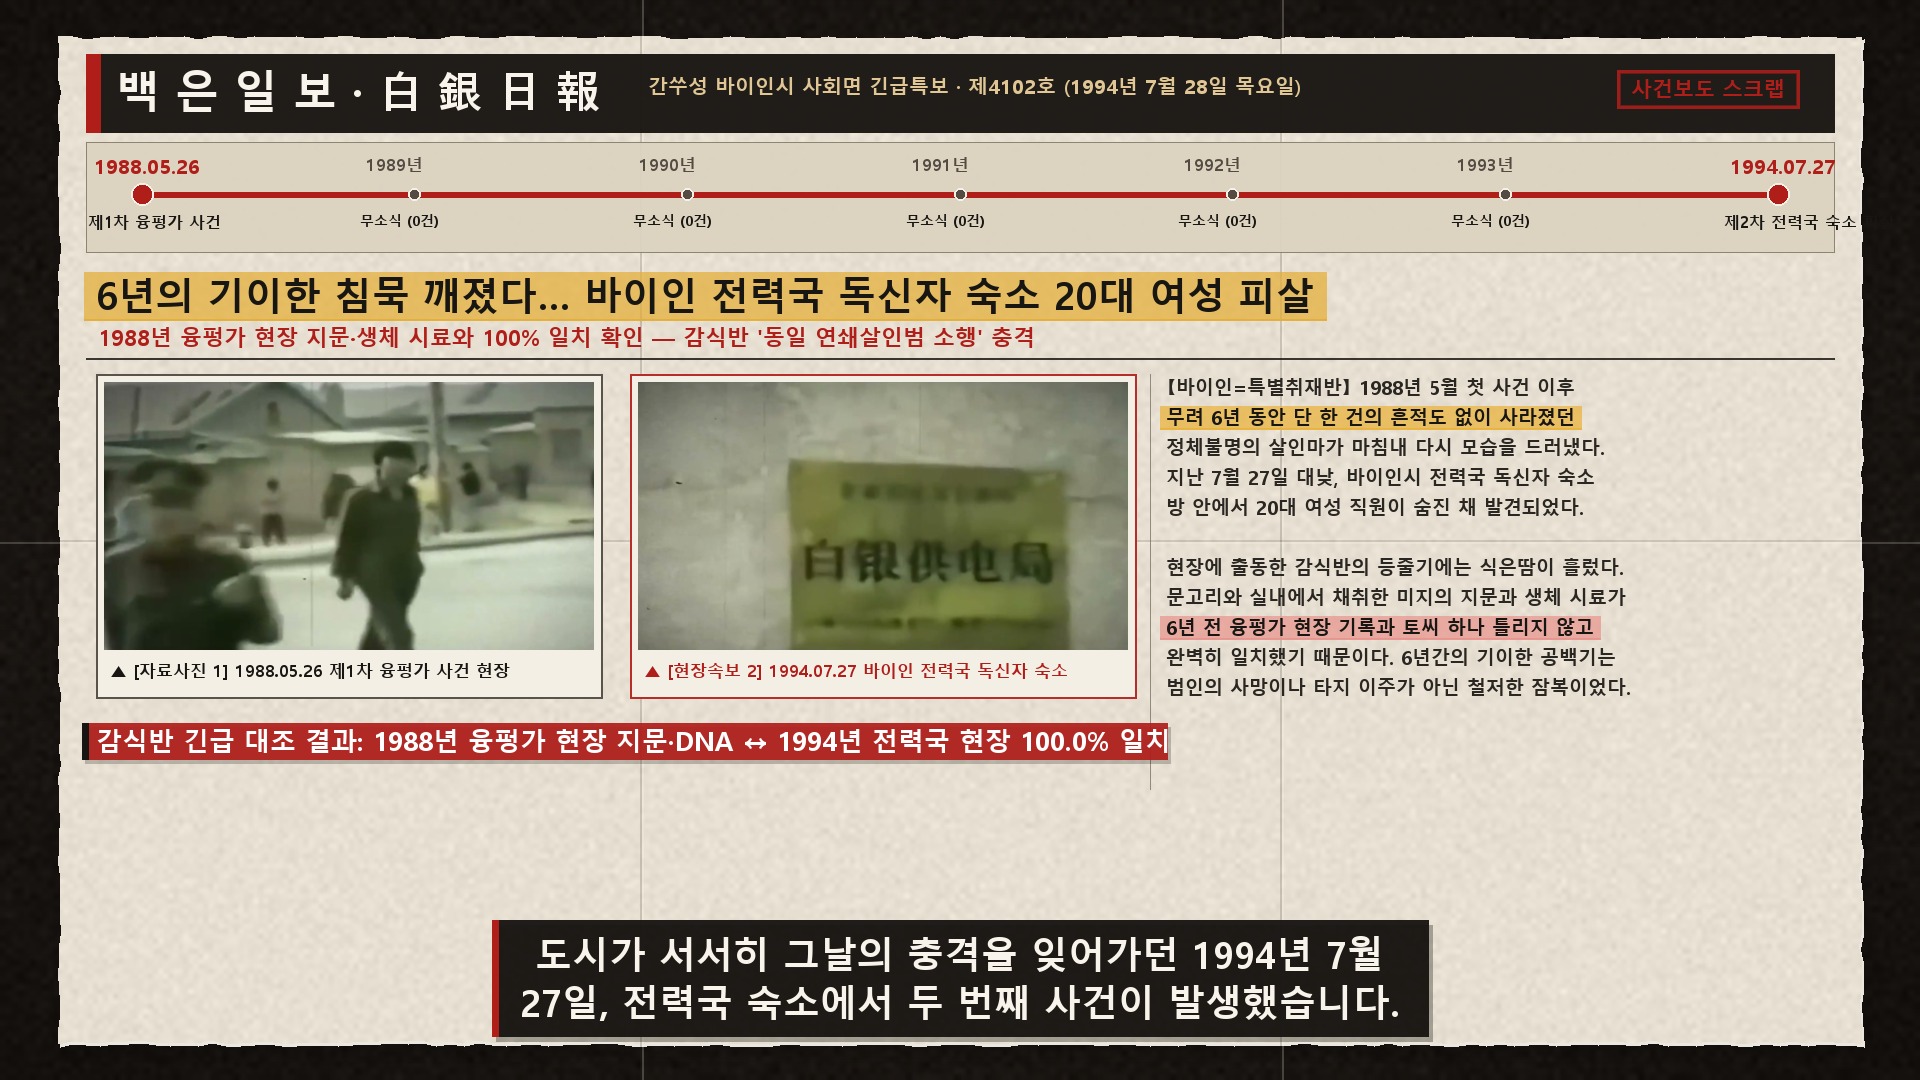 백은일보·白銀日報
간쑤성 바이인시 사회면 긴급특보 · 제4102호 (1994년 7월 28일 목요일)
사건보도 스크랩
1988.05.26
1989년
1990년
1991년
1992년
1993년
1994.07.27
제1차 융펑가 사건
무소식 (0건)
무소식 (0건)
무소식 (0건)
무소식 (0건)
무소식 (0건)
제2차 전력국 숙소
6년의 기이한 침묵 깨졌다... 바이인 전력국 독신자 숙소 20대 여성 피살
1988년 융펑가 현장 지문·생체 시료와 100% 일치 확인 — 감식반 '동일 연쇄살인범 소행' 충격
白银供电局
▲ [자료사진 1] 1988.05.26 제1차 융펑가 사건 현장
▲ [현장속보 2] 1994.07.27 바이인 전력국 독신자 숙소
【바이인=특별취재반】 1988년 5월 첫 사건 이후
무려 6년 동안 단 한 건의 흔적도 없이 사라졌던
정체불명의 살인마가 마침내 다시 모습을 드러냈다.
지난 7월 27일 대낮, 바이인시 전력국 독신자 숙소
방 안에서 20대 여성 직원이 숨진 채 발견되었다.
현장에 출동한 감식반의 등줄기에는 식은땀이 흘렀다.
문고리와 실내에서 채취한 미지의 지문과 생체 시료가
6년 전 융펑가 현장 기록과 토씨 하나 틀리지 않고
완벽히 일치했기 때문이다. 6년간의 기이한 공백기는
범인의 사망이나 타지 이주가 아닌 철저한 잠복이었다.
감식반 긴급 대조 결과: 1988년 융펑가 현장 지문·DNA ↔ 1994년 전력국 현장 100.0% 일치
도시가 서서히 그날의 충격을 잊어가던 1994년 7월
27일, 전력국 숙소에서 두 번째 사건이 발생했습니다.